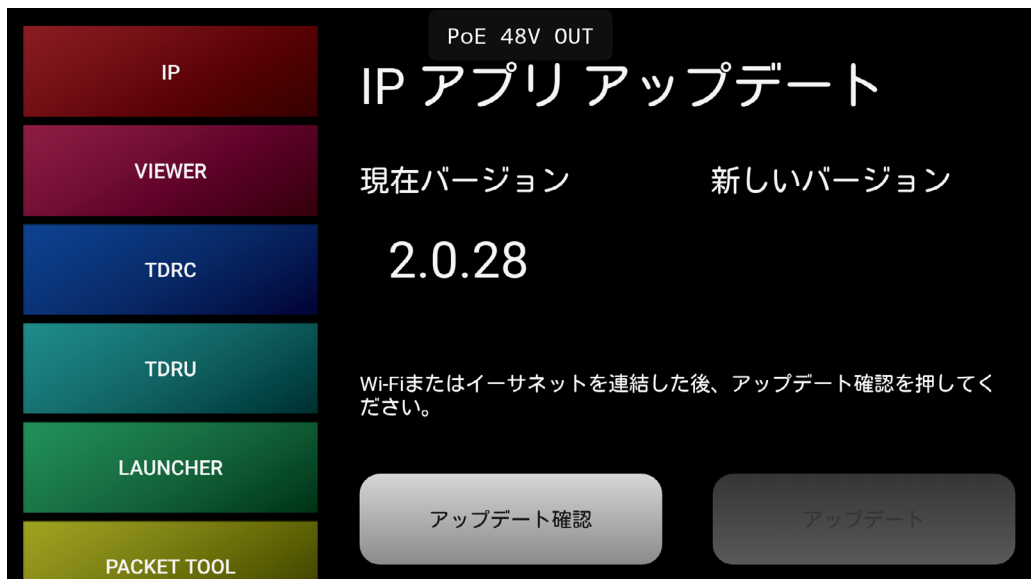 PoE 48V OUT
IP
VIEWER
TDRC
TDRU
LAUNCHER
PACKET TOOL
IP アプリ アップデート
現在バージョン
新しいバージョン
2.0.28
Wi-Fiまたはイーサネットを連結した後、アップデート確認を押してく
ださい。
アップデート確認
アップデート